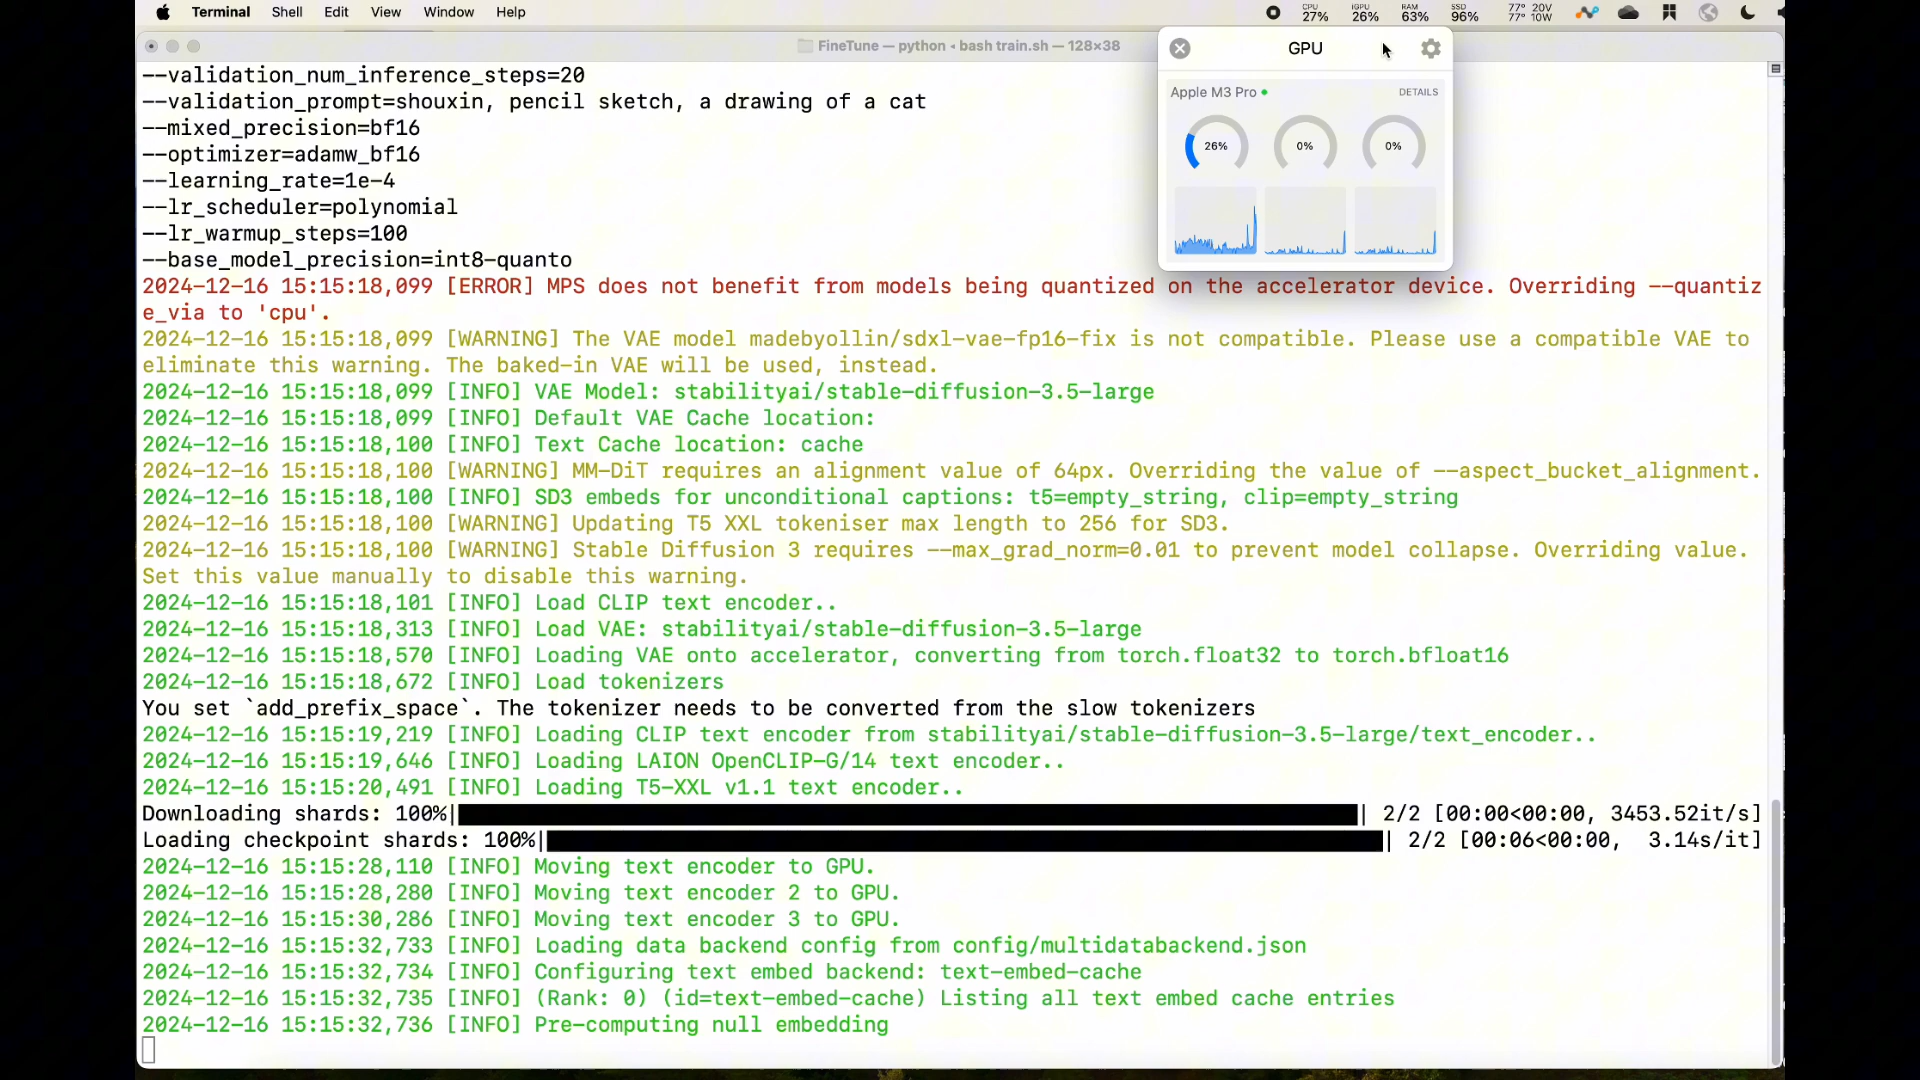 Terminal Shell Edit View Window Help
CPU 27% iGPU 26% RAM 63% SSD 96% 77° 20V 77° 10W
FineTune — python ◂ bash train.sh — 128×38
GPU
Apple M3 Pro DETAILS
26% 0% 0%
--validation_num_inference_steps=20
--validation_prompt=shouxin, pencil sketch, a drawing of a cat
--mixed_precision=bf16
--optimizer=adamw_bf16
--learning_rate=1e-4
--lr_scheduler=polynomial
--lr_warmup_steps=100
--base_model_precision=int8-quanto
2024-12-16 15:15:18,099 [ERROR] MPS does not benefit from models being quantized on the accelerator device. Overriding --quantiz
e_via to 'cpu'.
2024-12-16 15:15:18,099 [WARNING] The VAE model madebyollin/sdxl-vae-fp16-fix is not compatible. Please use a compatible VAE to
eliminate this warning. The baked-in VAE will be used, instead.
2024-12-16 15:15:18,099 [INFO] VAE Model: stabilityai/stable-diffusion-3.5-large
2024-12-16 15:15:18,099 [INFO] Default VAE Cache location:
2024-12-16 15:15:18,100 [INFO] Text Cache location: cache
2024-12-16 15:15:18,100 [WARNING] MM-DiT requires an alignment value of 64px. Overriding the value of --aspect_bucket_alignment.
2024-12-16 15:15:18,100 [INFO] SD3 embeds for unconditional captions: t5=empty_string, clip=empty_string
2024-12-16 15:15:18,100 [WARNING] Updating T5 XXL tokeniser max length to 256 for SD3.
2024-12-16 15:15:18,100 [WARNING] Stable Diffusion 3 requires --max_grad_norm=0.01 to prevent model collapse. Overriding value.
Set this value manually to disable this warning.
2024-12-16 15:15:18,101 [INFO] Load CLIP text encoder..
2024-12-16 15:15:18,313 [INFO] Load VAE: stabilityai/stable-diffusion-3.5-large
2024-12-16 15:15:18,570 [INFO] Loading VAE onto accelerator, converting from torch.float32 to torch.bfloat16
2024-12-16 15:15:18,672 [INFO] Load tokenizers
You set `add_prefix_space`. The tokenizer needs to be converted from the slow tokenizers
2024-12-16 15:15:19,219 [INFO] Loading CLIP text encoder from stabilityai/stable-diffusion-3.5-large/text_encoder..
2024-12-16 15:15:19,646 [INFO] Loading LAION OpenCLIP-G/14 text encoder..
2024-12-16 15:15:20,491 [INFO] Loading T5-XXL v1.1 text encoder..
Downloading shards: 100%| | 2/2 [00:00<00:00, 3453.52it/s]
Loading checkpoint shards: 100%| | 2/2 [00:06<00:00, 3.14s/it]
2024-12-16 15:15:28,110 [INFO] Moving text encoder to GPU.
2024-12-16 15:15:28,280 [INFO] Moving text encoder 2 to GPU.
2024-12-16 15:15:30,286 [INFO] Moving text encoder 3 to GPU.
2024-12-16 15:15:32,733 [INFO] Loading data backend config from config/multidatabackend.json
2024-12-16 15:15:32,734 [INFO] Configuring text embed backend: text-embed-cache
2024-12-16 15:15:32,735 [INFO] (Rank: 0) (id=text-embed-cache) Listing all text embed cache entries
2024-12-16 15:15:32,736 [INFO] Pre-computing null embedding